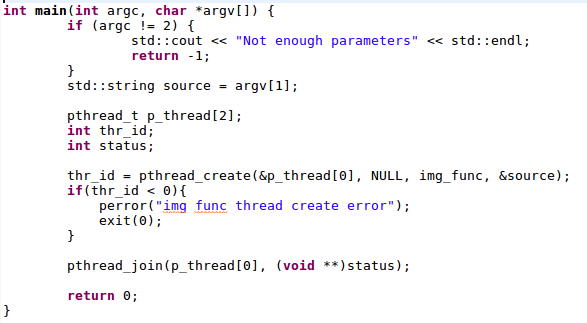 int main(int argc, char *argv[]) {
        if (argc != 2) {
                std::cout << "Not enough parameters" << std::endl;
                return -1;
        }
        std::string source = argv[1];

        pthread_t p_thread[2];
        int thr_id;
        int status;

        thr_id = pthread_create(&p_thread[0], NULL, img_func, &source);
        if(thr_id < 0){
            perror("img func thread create error");
            exit(0);
        }

        pthread_join(p_thread[0], (void **)status);

        return 0;
}